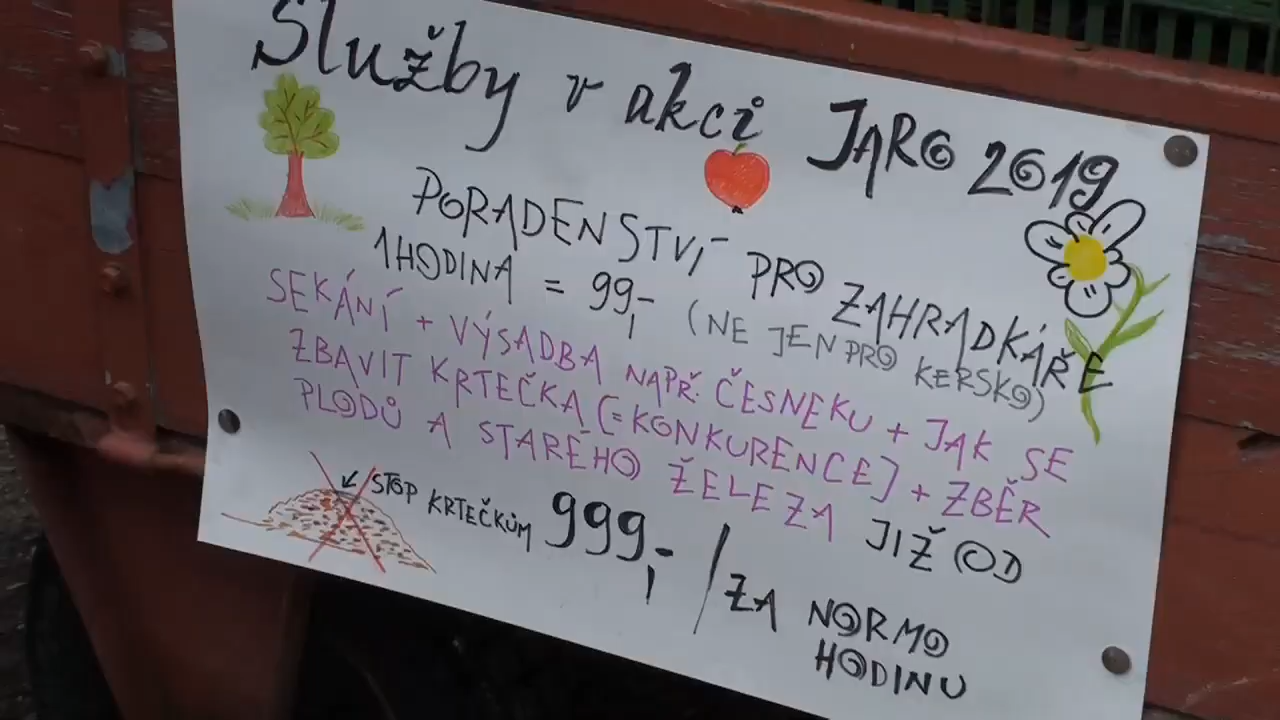 Služby v akci JARO 2019
PORADENSTVÍ PRO ZAHRADKÁŘE
1HODINA = 99,- (NE JEN PRO KERSKO)
SEKÁNÍ + VÝSADBA NAPŘ. ČESNEKU + JAK SE
ZBAVIT KRTEČKA (=KONKURENCE) + ZBĚR
PLODŮ A STARÉHO ŽELEZA JIŽ OD
STOP KRTEČKŮM 999,- / ZA NORMO
HODINU